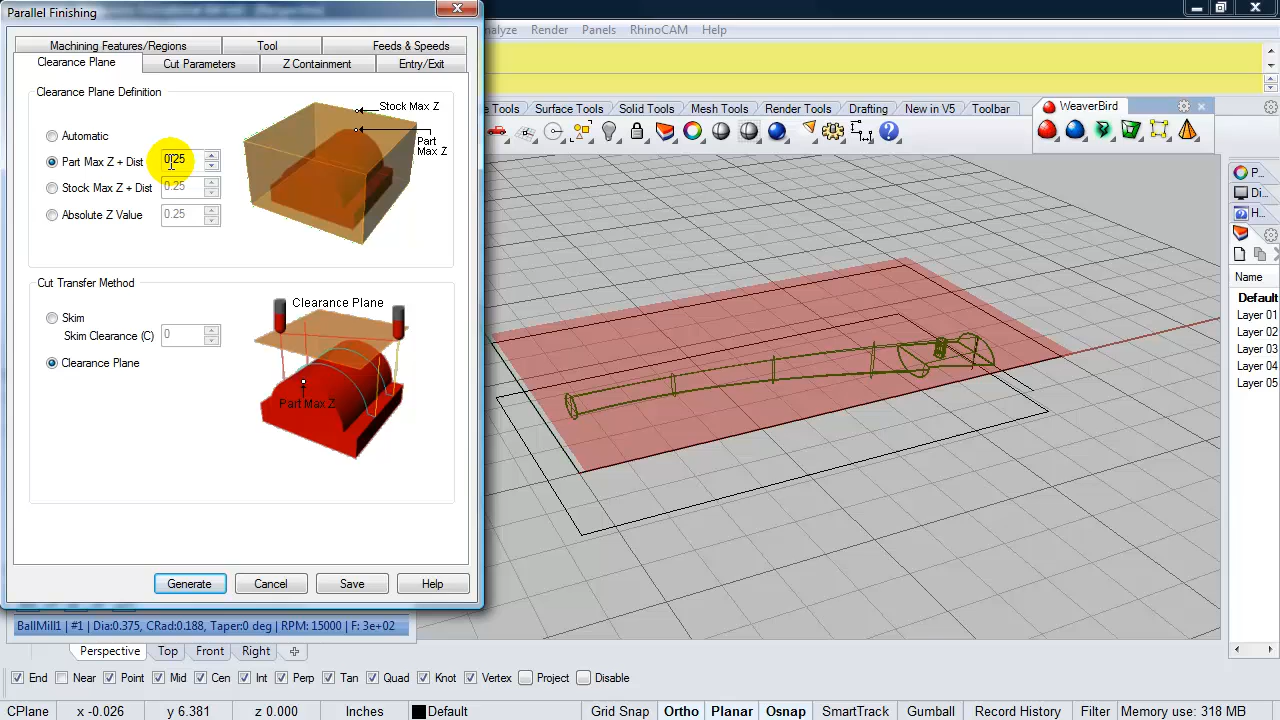 Parallel Finishing
Machining Features/Regions Tool Feeds & Speeds
Clearance Plane Cut Parameters Z Containment Entry/Exit
Clearance Plane Definition
Automatic
Part Max Z + Dist 0.25
Stock Max Z + Dist 0.25
Absolute Z Value 0.25
Stock Max Z
Part
Max Z
Cut Transfer Method
Skim
Skim Clearance (C) 0
Clearance Plane
Clearance Plane
Part Max Z
Generate Cancel Save Help
BallMill1 | #1 | Dia:0.375, CRad:0.188, Taper:0 deg | RPM: 15000 | F: 3e+02
Render Panels RhinoCAM Help
Surface Tools Solid Tools Mesh Tools Render Tools Drafting New in V5 Toolbar
WeaverBird
P...
Di...
H...
Name
Default
Layer 01
Layer 02
Layer 03
Layer 04
Layer 05
Perspective Top Front Right
End Near Point Mid Cen Int Perp Tan Quad Knot Vertex Project Disable
CPlane x -0.026 y 6.381 z 0.000 Inches Default Grid Snap Ortho Planar Osnap SmartTrack Gumball Record History Filter Memory use: 318 MB